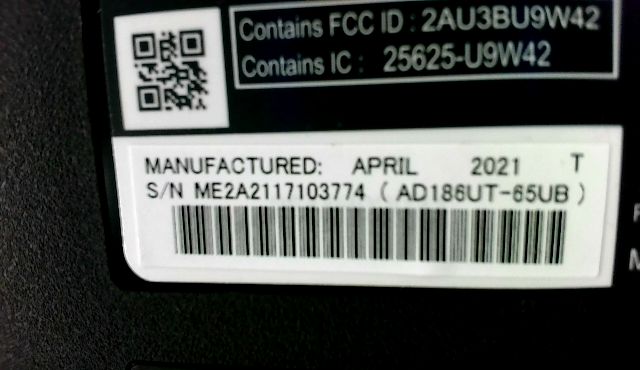 Contains FCC ID : 2AU3BU9W42
Contains IC : 25625-U9W42
MANUFACTURED: APRIL 2021 T
S/N ME2A2117103774 ( AD186UT-65UB )